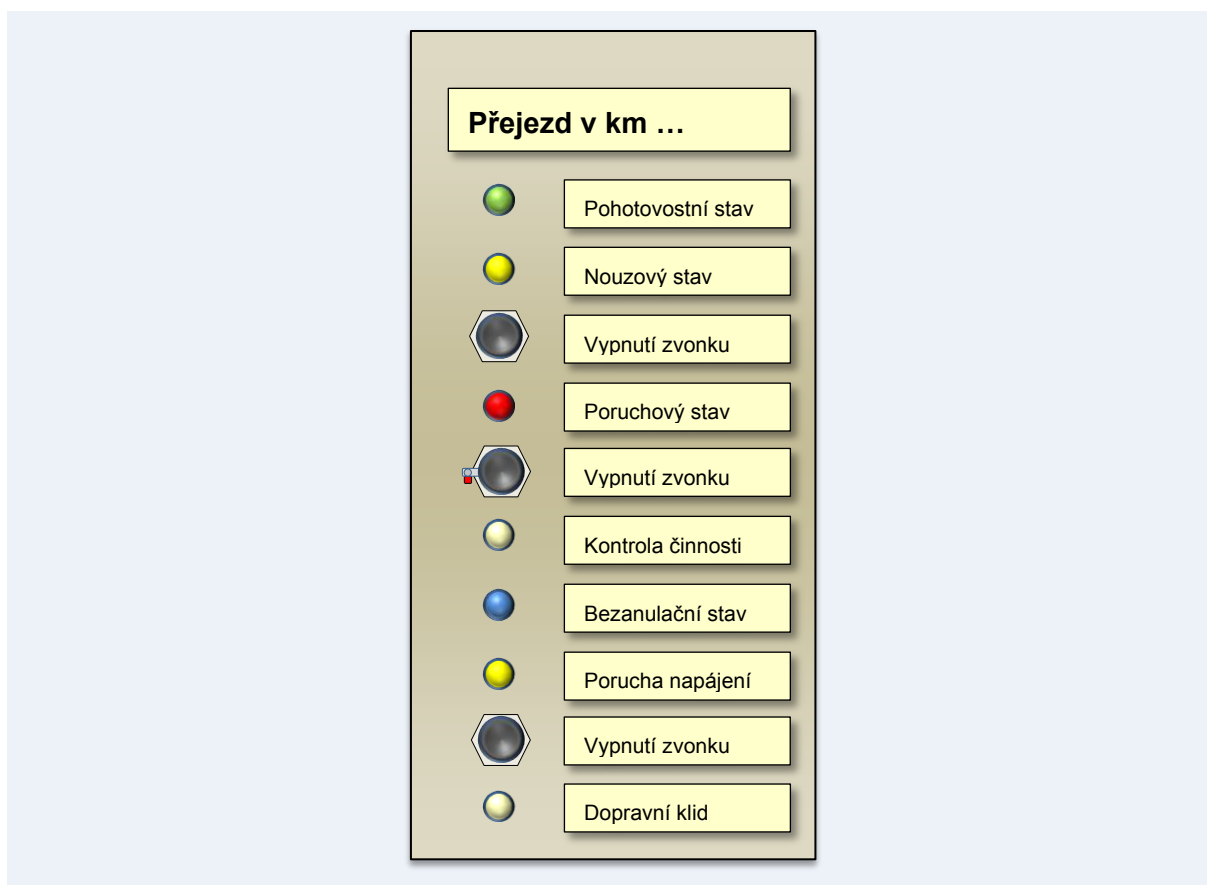 Přejezd v km …
Pohotovostní stav
Nouzový stav
Vypnutí zvonku
Poruchový stav
Vypnutí zvonku
Kontrola činnosti
Bezanulační stav
Porucha napájení
Vypnutí zvonku
Dopravní klid